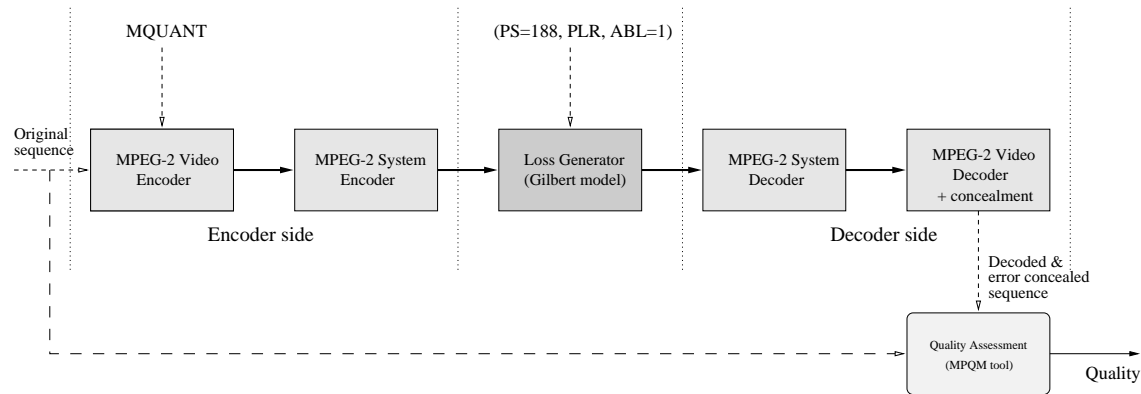 MQUANT
(PS=188, PLR, ABL=1)
Original
sequence
MPEG-2 Video
Encoder
MPEG-2 System
Encoder
Loss Generator
(Gilbert model)
MPEG-2 System
Decoder
MPEG-2 Video
Decoder
+ concealment
Encoder side
Decoder side
Decoded &
error concealed
sequence
Quality Assessment
(MPQM tool)
Quality